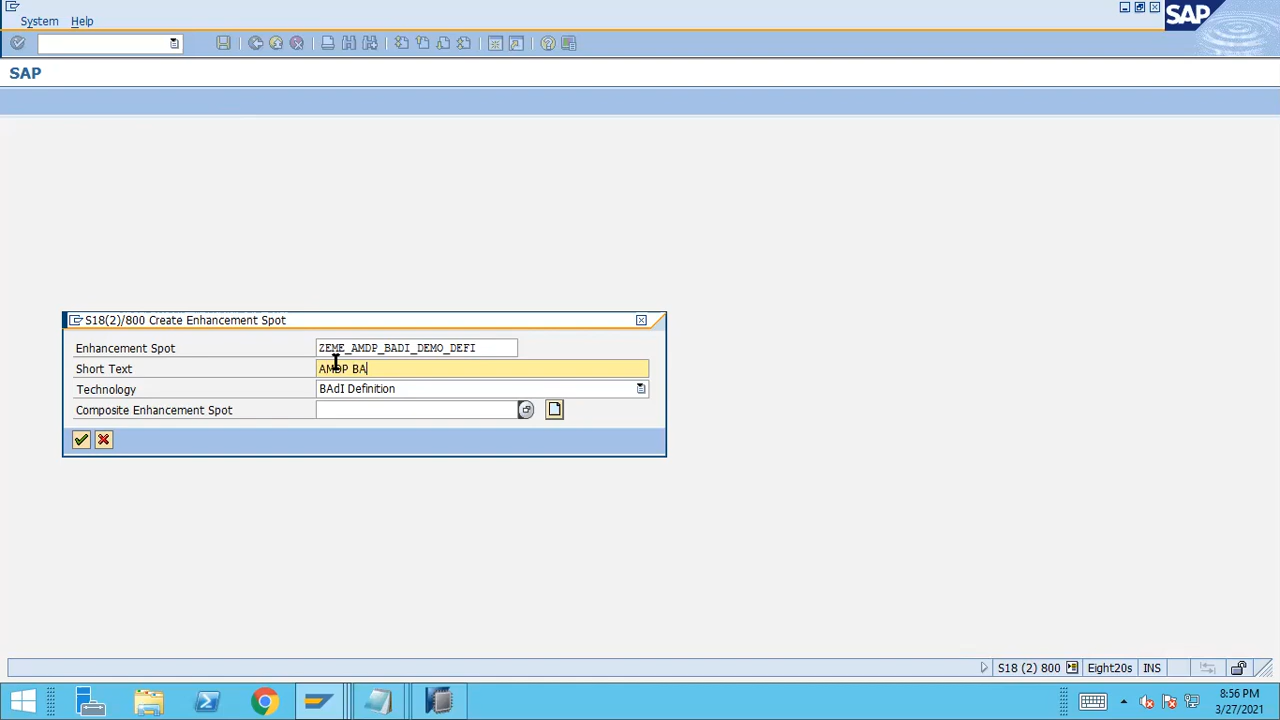 System Help
SAP
SAP
S18(2)/800 Create Enhancement Spot
Enhancement Spot ZEME_AMDP_BADI_DEMO_DEFI
Short Text AMDP BA
Technology BAdI Definition
Composite Enhancement Spot
S18 (2) 800 Eight20s INS
8:56 PM
3/27/2021